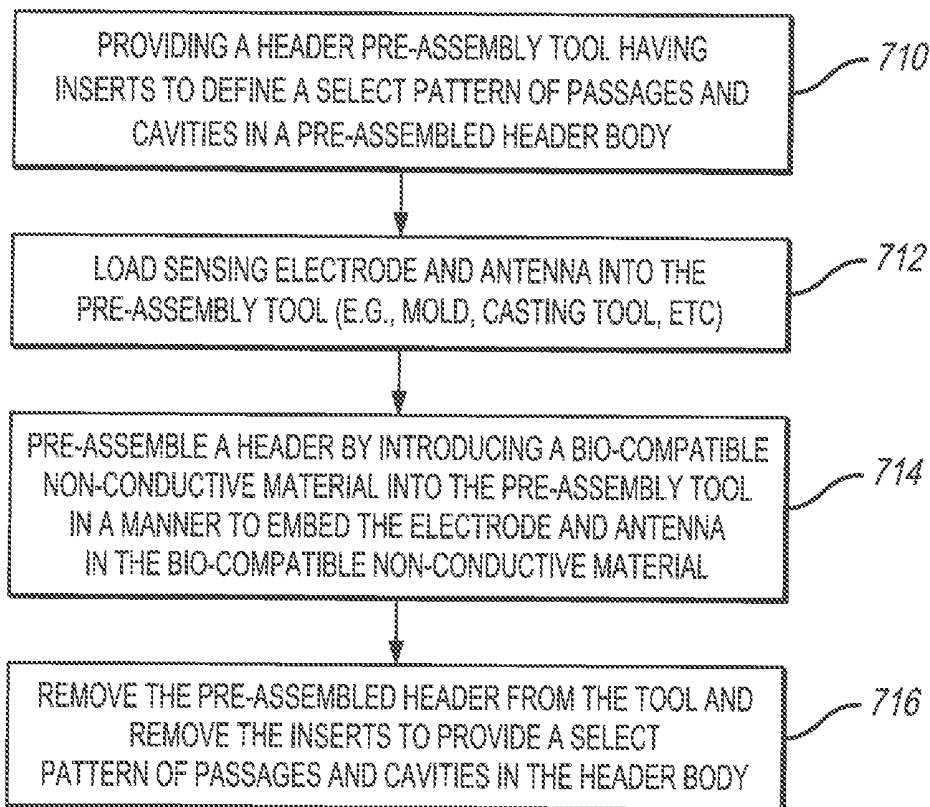 PROVIDING A HEADER PRE-ASSEMBLY TOOL HAVING
INSERTS TO DEFINE A SELECT PATTERN OF PASSAGES AND
CAVITIES IN A PRE-ASSEMBLED HEADER BODY
710
LOAD SENSING ELECTRODE AND ANTENNA INTO THE
PRE-ASSEMBLY TOOL (E.G., MOLD, CASTING TOOL, ETC)
712
PRE-ASSEMBLE A HEADER BY INTRODUCING A BIO-COMPATIBLE
NON-CONDUCTIVE MATERIAL INTO THE PRE-ASSEMBLY TOOL
IN A MANNER TO EMBED THE ELECTRODE AND ANTENNA
IN THE BIO-COMPATIBLE NON-CONDUCTIVE MATERIAL
714
REMOVE THE PRE-ASSEMBLED HEADER FROM THE TOOL AND
REMOVE THE INSERTS TO PROVIDE A SELECT
PATTERN OF PASSAGES AND CAVITIES IN THE HEADER BODY
716